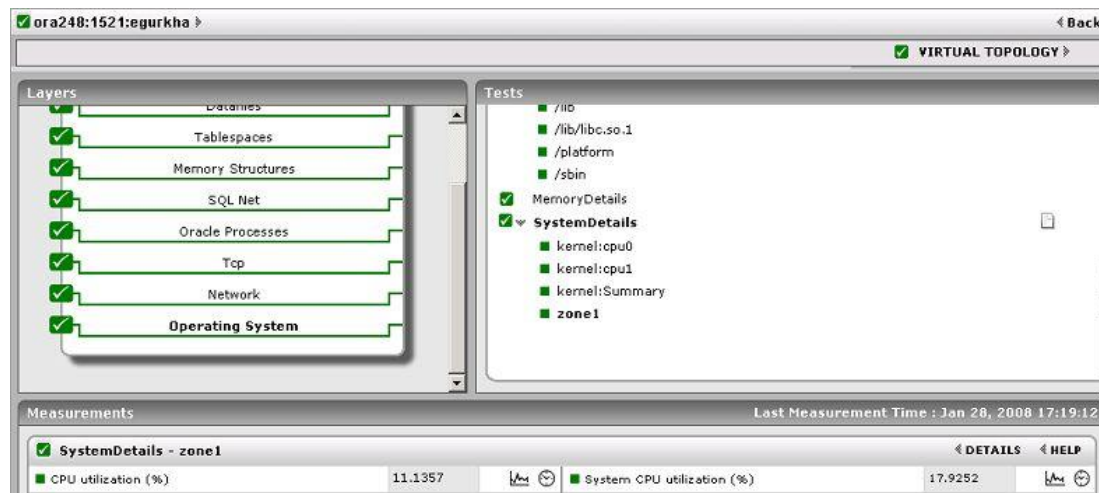 ora248:1521:egurkha
Back
VIRTUAL TOPOLOGY
Layers
Datafiles
Tablespaces
Memory Structures
SQL Net
Oracle Processes
Tcp
Network
Operating System
Tests
/lib
/lib/libc.so.1
/platform
/sbin
MemoryDetails
SystemDetails
kernel:cpu0
kernel:cpu1
kernel:Summary
zone1
Measurements
Last Measurement Time : Jan 28, 2008 17:19:12
SystemDetails - zone1
DETAILS
HELP
CPU utilization (%) 11.1357
System CPU utilization (%) 17.9252